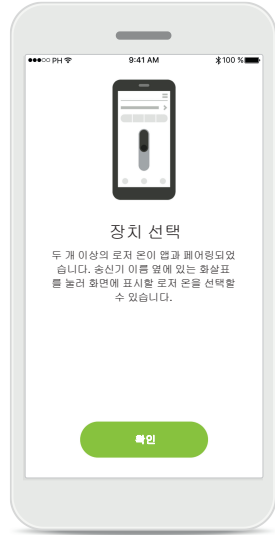 PH 9:41 AM 100 %
장치 선택
두 개 이상의 로저 온이 앱과 페어링되었
습니다. 송신기 이름 옆에 있는 화살표
를 눌러 화면에 표시할 로저 온을 선택할
수 있습니다.
확인